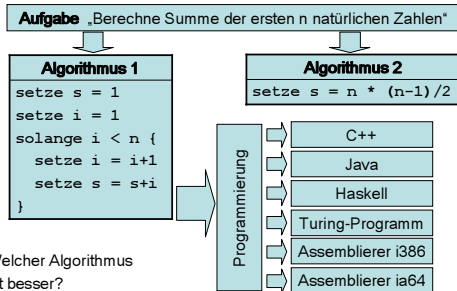 Aufgabe „Berechne Summe der ersten n natürlichen Zahlen“
Algorithmus 1
setze s = 1
setze i = 1
solange i < n {
setze i = i+1
setze s = s+i
}
Algorithmus 2
setze s = n * (n-1)/2
Programmierung
C++
Java
Haskell
Turing-Programm
Assemblierer i386
Assemblierer ia64
Welcher Algorithmus
t besser?